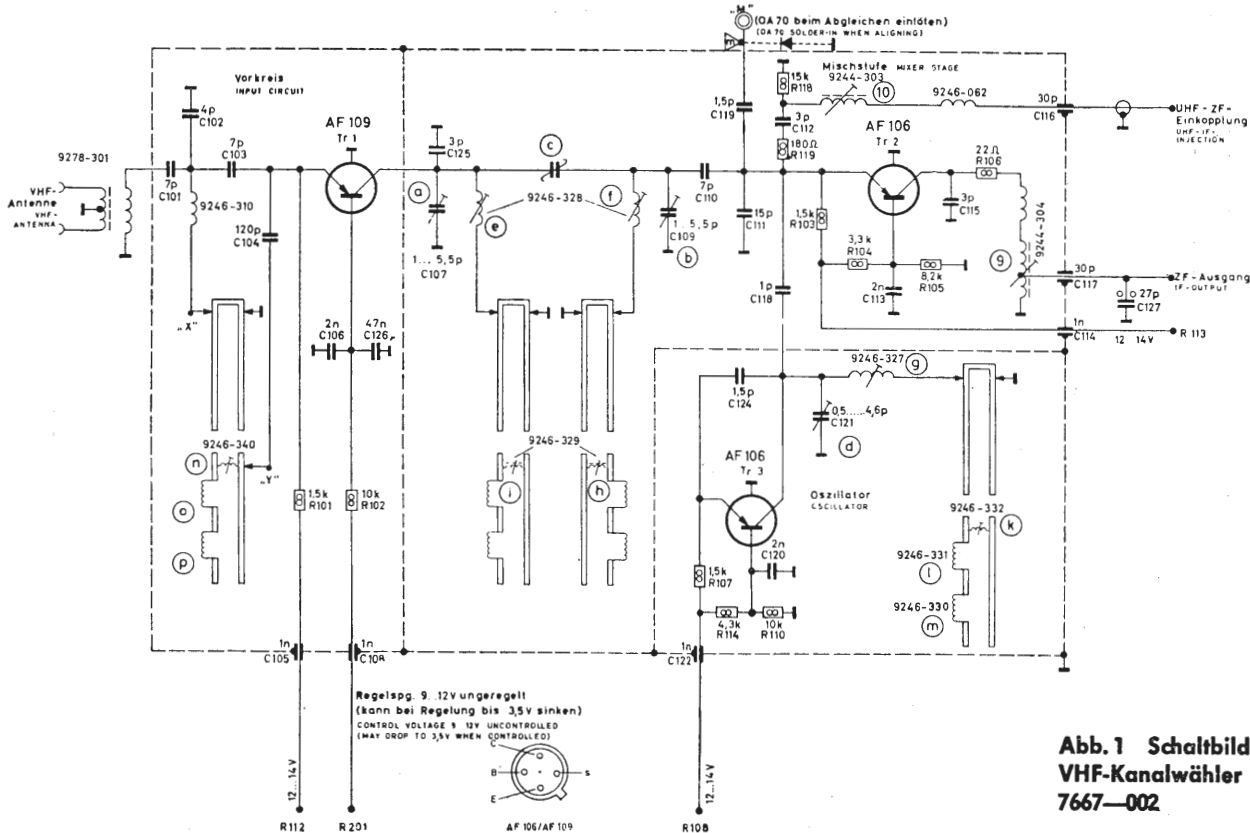 „M"
(OA70 beim Abgleichen einlöten)
(OA70 SOLDER-IN WHEN ALIGNING)
m
Vorkreis
INPUT CIRCUIT
4p
C102
7p
C103
AF 109
Tr 1
9278-301
7p
C101
VHF-
Antenne
VHF-
ANTENNA
9246-310
120p
C104
„X"
2n
C106
47n
C126
9246-340
n
o
p
„Y"
1,5k
R101
10k
R102
1n
C105
1n
C108
12...14V
R112
R201
3p
C125
c
a
1...5,5p
C107
9246-328
e
f
1...5,5p
C109
b
7p
C110
9246-329
i
h
1,5p
C119
15p
C111
15k
R118
3p
C112
180Ω
R119
Mischstufe MIXER STAGE
9244-303
10
9246-062
30p
C116
UHF-ZF-
Einkopplung
UHF-IF-
INJECTION
AF 106
Tr 2
22Ω
R106
3p
C115
1,5k
R103
3,3k
R104
8,2k
R105
2n
C113
9244-304
g
30p
C117
ZF-Ausgang
IF-OUTPUT
27p
C127
1n
C114
12 14V
R 113
1p
C118
9246-327
g
1,5p
C124
0,5.....4,6p
C121
d
AF 106
Tr 3
Oszillator
OSCILLATOR
2n
C120
1,5k
R107
4,3k
R114
10k
R110
9246-332
k
9246-331
l
9246-330
m
1n
C122
12...14V
R108
Regelspg. 9..12V ungeregelt
(kann bei Regelung bis 3,5V sinken)
CONTROL VOLTAGE 9 12V UNCONTROLLED
(MAY DROP TO 3,5V WHEN CONTROLLED)
C
B
S
E
AF 106/AF 109
Abb. 1 Schaltbild
VHF-Kanalwähler
7667—002